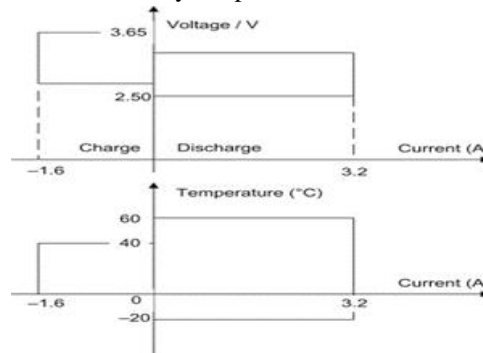 Voltage / V
3.65
2.50
Charge
Discharge
Current (A
-1.6
3.2
Temperature (°C)
60
40
Current (A
-1.6
0
3.2
-20